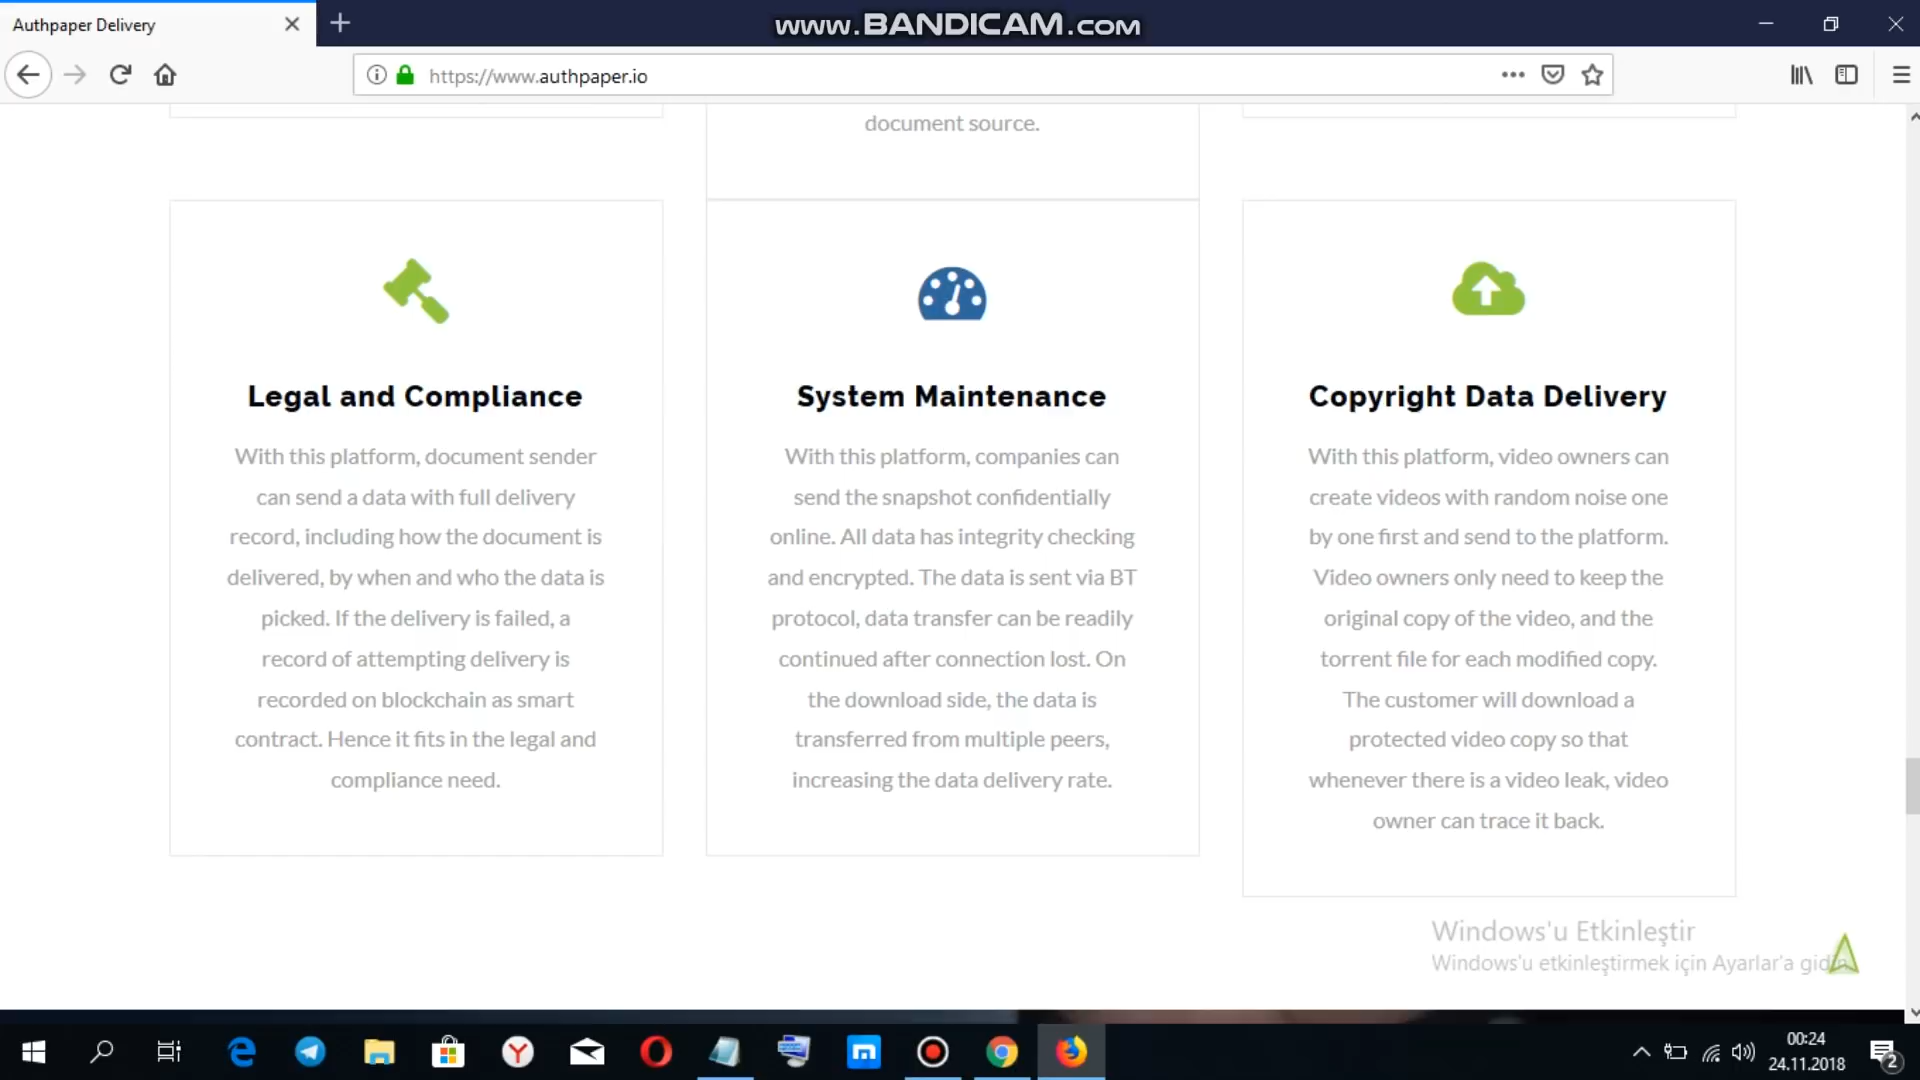 Authpaper Delivery
www.BANDICAM.com
https://www.authpaper.io
document source.
Legal and Compliance
With this platform, document sender
can send a data with full delivery
record, including how the document is
delivered, by when and who the data is
picked. If the delivery is failed, a
record of attempting delivery is
recorded on blockchain as smart
contract. Hence it fits in the legal and
compliance need.
System Maintenance
With this platform, companies can
send the snapshot confidentially
online. All data has integrity checking
and encrypted. The data is sent via BT
protocol, data transfer can be readily
continued after connection lost. On
the download side, the data is
transferred from multiple peers,
increasing the data delivery rate.
Copyright Data Delivery
With this platform, video owners can
create videos with random noise one
by one first and send to the platform.
Video owners only need to keep the
original copy of the video, and the
torrent file for each modified copy.
The customer will download a
protected video copy so that
whenever there is a video leak, video
owner can trace it back.
Windows'u Etkinleştir
Windows'u etkinleştirmek için Ayarlar'a gidin.
00:24
24.11.2018
2